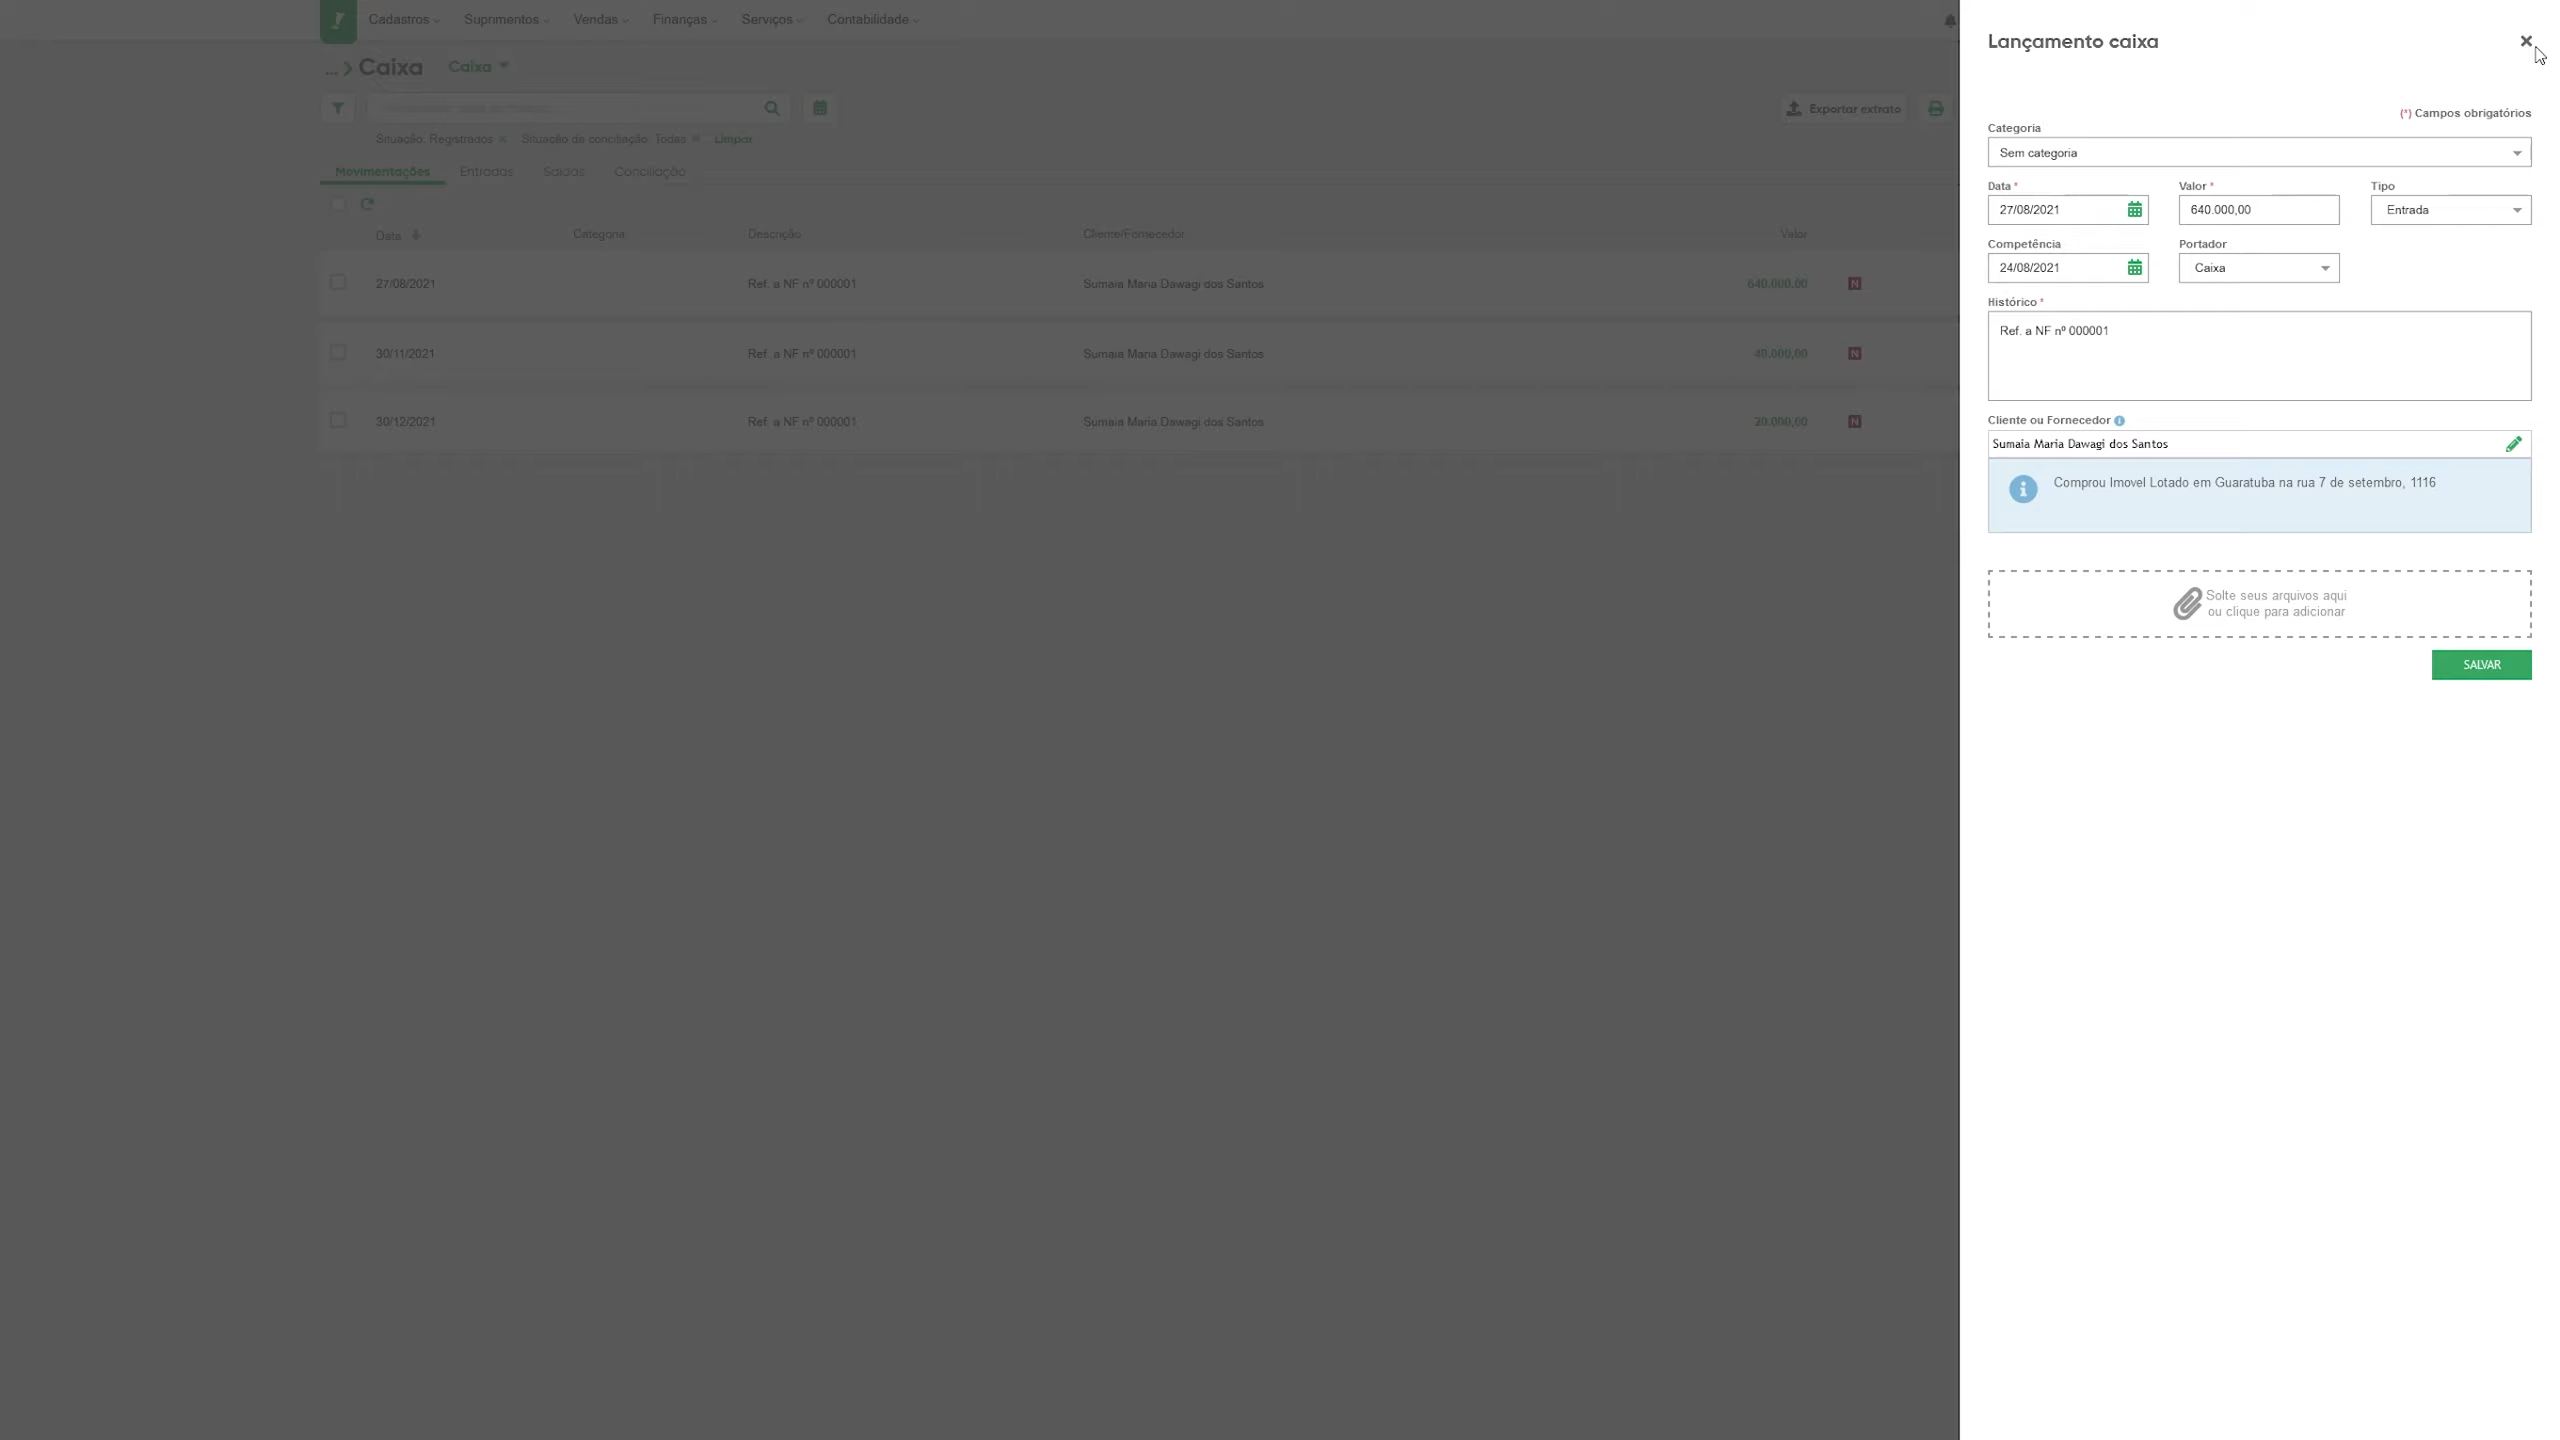 Cadastros
Suprimentos
Vendas
Finanças
Serviços
Contabilidade
... > Caixa
Caixa
Exportar extrato
Situação: Registrados
Situação da conciliação: Todas
Limpar
Movimentações
Entradas
Saídas
Conciliação
Data
Categoria
Descrição
Cliente/Fornecedor
Valor
27/08/2021
Ref. a NF nº 000001
Sumaia Maria Dawagi dos Santos
640.000,00
N
30/11/2021
Ref. a NF nº 000001
Sumaia Maria Dawagi dos Santos
40.000,00
N
30/12/2021
Ref. a NF nº 000001
Sumaia Maria Dawagi dos Santos
20.000,00
N
Lançamento caixa
(*) Campos obrigatórios
Categoria
Sem categoria
Data *
Valor *
Tipo
27/08/2021
640.000,00
Entrada
Competência
Portador
24/08/2021
Caixa
Histórico *
Ref. a NF nº 000001
Cliente ou Fornecedor
Sumaia Maria Dawagi dos Santos
Comprou Imovel Lotado em Guaratuba na rua 7 de setembro, 1116
Solte seus arquivos aqui
ou clique para adicionar
SALVAR